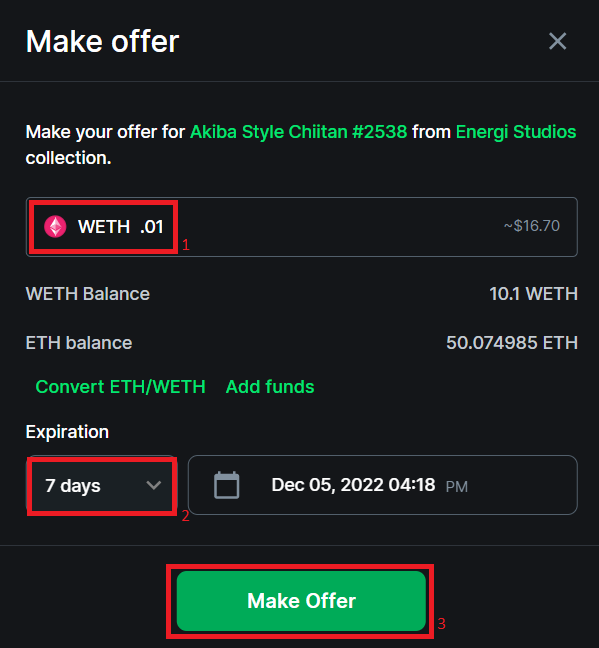 Make offer
Make your offer for Akiba Style Chiitan #2538 from Energi Studios
collection.
WETH .01 ~$16.70
1
WETH Balance 10.1 WETH
ETH balance 50.074985 ETH
Convert ETH/WETH Add funds
Expiration
7 days Dec 05, 2022 04:18 PM
2
Make Offer
3